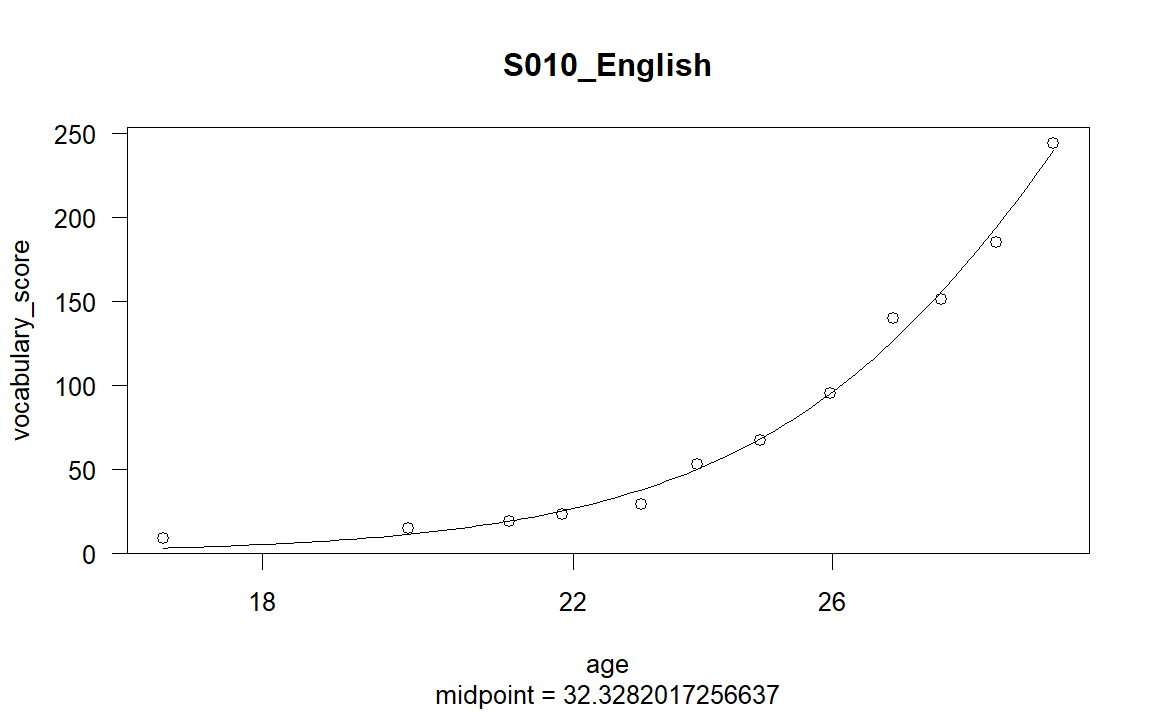 S010_English
250
200
150
100
50
0
vocabulary_score
18 22 26
age
midpoint = 32.3282017256637